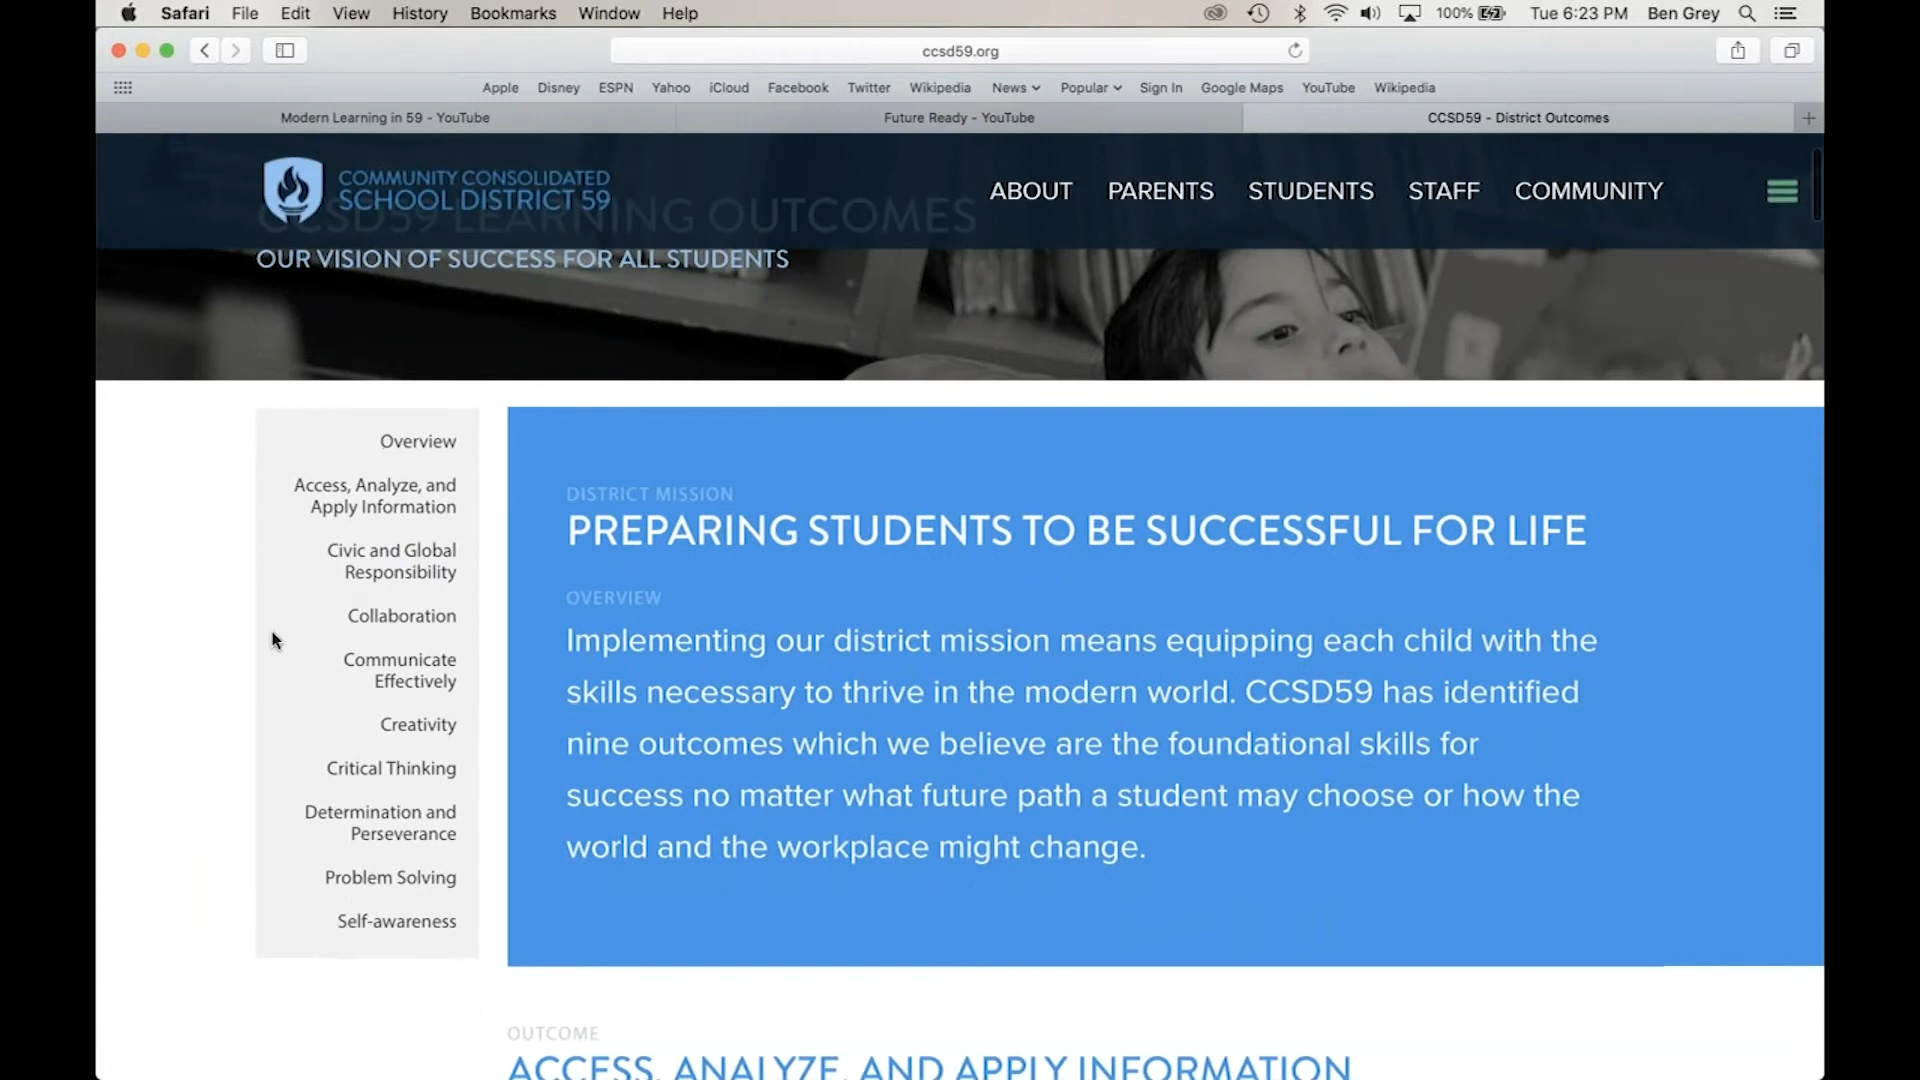 Safari File Edit View History Bookmarks Window Help 100% Tue 6:23 PM Ben Grey
ccsd59.org
Apple Disney ESPN Yahoo iCloud Facebook Twitter Wikipedia News Popular Sign In Google Maps YouTube Wikipedia
Modern Learning in 59 - YouTube Future Ready - YouTube CCSD59 - District Outcomes
COMMUNITY CONSOLIDATED
SCHOOL DISTRICT 59
ABOUT PARENTS STUDENTS STAFF COMMUNITY
CCSD59 LEARNING OUTCOMES
OUR VISION OF SUCCESS FOR ALL STUDENTS
Overview
Access, Analyze, and
Apply Information
Civic and Global
Responsibility
Collaboration
Communicate
Effectively
Creativity
Critical Thinking
Determination and
Perseverance
Problem Solving
Self-awareness
DISTRICT MISSION
PREPARING STUDENTS TO BE SUCCESSFUL FOR LIFE
OVERVIEW
Implementing our district mission means equipping each child with the
skills necessary to thrive in the modern world. CCSD59 has identified
nine outcomes which we believe are the foundational skills for
success no matter what future path a student may choose or how the
world and the workplace might change.
OUTCOME
ACCESS, ANALYZE, AND APPLY INFORMATION